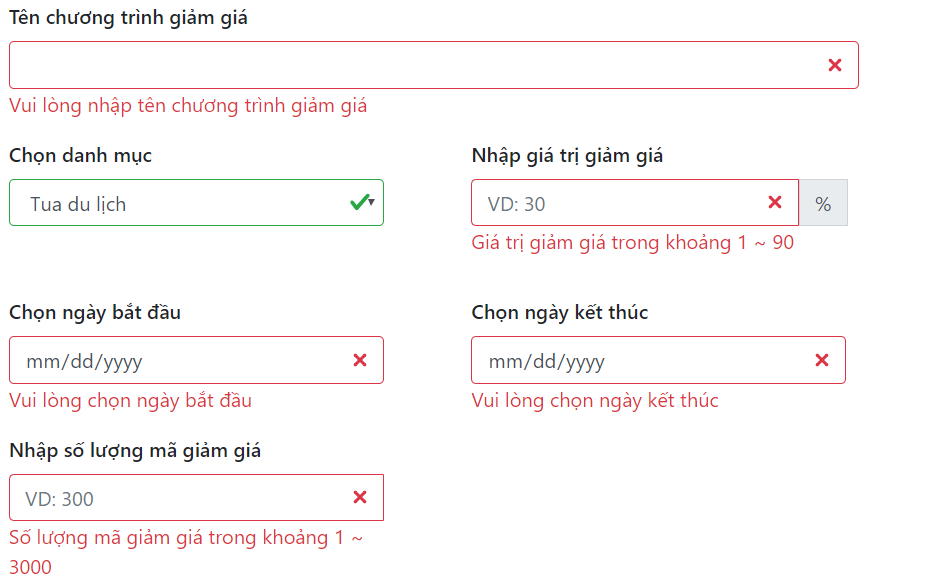 Tên chương trình giảm giá
Vui lòng nhập tên chương trình giảm giá
Chọn danh mục
Nhập giá trị giảm giá
Tua du lịch
VD: 30
%
Giá trị giảm giá trong khoảng 1 ~ 90
Chọn ngày bắt đầu
Chọn ngày kết thúc
mm/dd/yyyy
mm/dd/yyyy
Vui lòng chọn ngày bắt đầu
Vui lòng chọn ngày kết thúc
Nhập số lượng mã giảm giá
VD: 300
Số lượng mã giảm giá trong khoảng 1 ~
3000